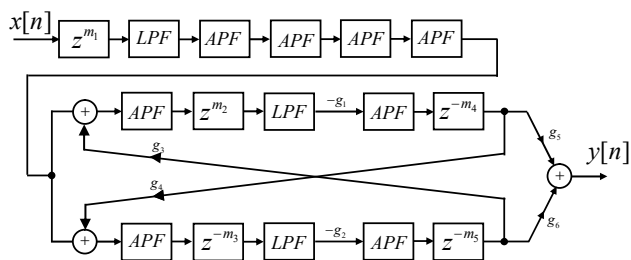 x[n]
z^{m_1} LPF APF APF APF APF
APF z^{m_2} LPF -g_1 APF z^{-m_4}
+
g_5
g_3
y[n]
g_4
+
g_6
+ APF z^{-m_3} LPF -g_2 APF z^{-m_5}